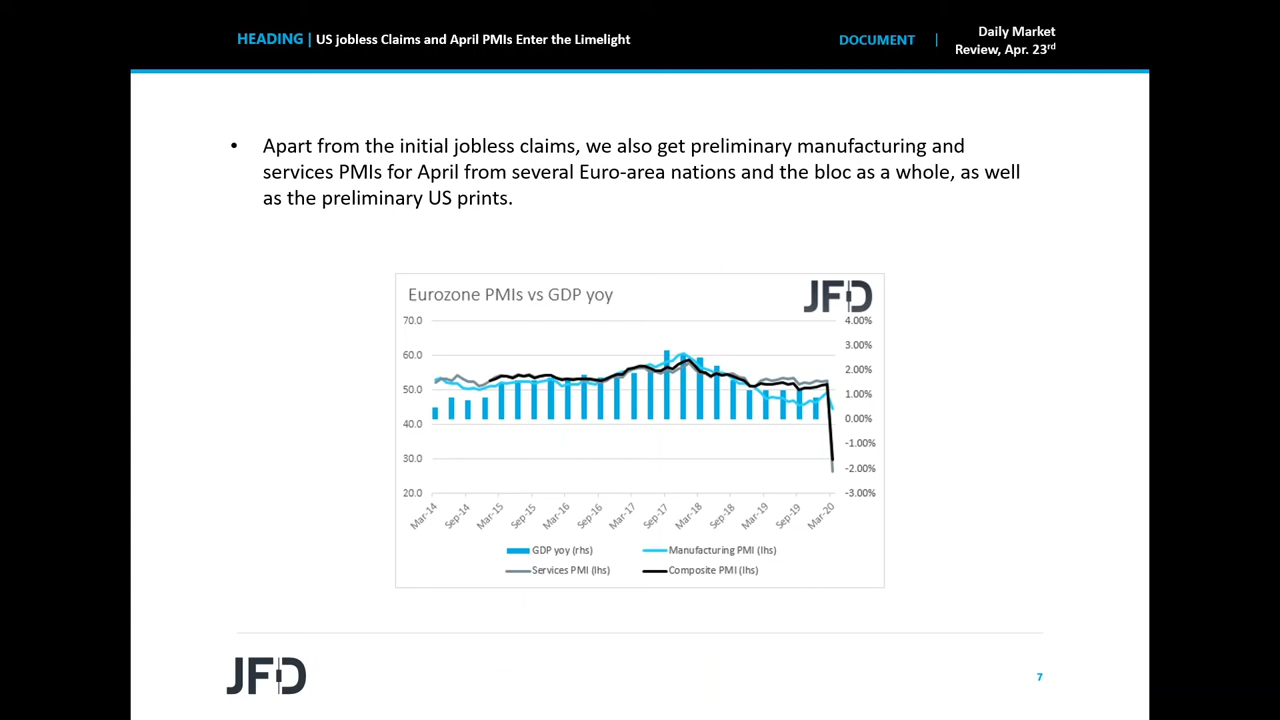 HEADING | US jobless Claims and April PMIs Enter the Limelight
DOCUMENT | Daily Market
Review, Apr. 23rd
• Apart from the initial jobless claims, we also get preliminary manufacturing and
services PMIs for April from several Euro-area nations and the bloc as a whole, as well
as the preliminary US prints.
Eurozone PMIs vs GDP yoy
JFD
70.0
60.0
50.0
40.0
30.0
20.0
4.00%
3.00%
2.00%
1.00%
0.00%
-1.00%
-2.00%
-3.00%
Mar-14
Sep-14
Mar-15
Sep-15
Mar-16
Sep-16
Mar-17
Sep-17
Mar-18
Sep-18
Mar-19
Sep-19
Mar-20
GDP yoy (rhs)
Manufacturing PMI (lhs)
Services PMI (lhs)
Composite PMI (lhs)
JFD
7